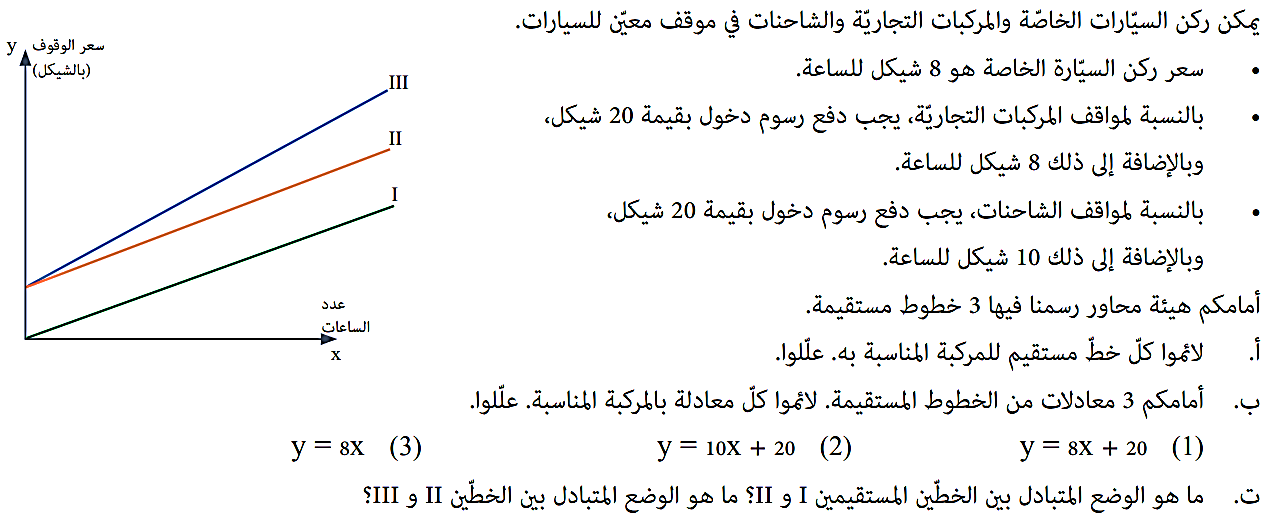 يمكن ركن السيّارات الخاصّة والمركبات التجاريّة والشاحنات في موقف معيّن للسيارات.
• سعر ركن السيّارة الخاصة هو 8 شيكل للساعة.
• بالنسبة لمواقف المركبات التجاريّة، يجب دفع رسوم دخول بقيمة 20 شيكل،
وبالإضافة إلى ذلك 8 شيكل للساعة.
• بالنسبة لمواقف الشاحنات، يجب دفع رسوم دخول بقيمة 20 شيكل،
وبالإضافة إلى ذلك 10 شيكل للساعة.
أمامكم هيئة محاور رسمنا فيها 3 خطوط مستقيمة.
أ. لائموا كلّ خطّ مستقيم للمركبة المناسبة به. علّلوا.
ب. أمامكم 3 معادلات من الخطوط المستقيمة. لائموا كلّ معادلة بالمركبة المناسبة. علّلوا.
(1) y = 8x + 20 (2) y = 10x + 20 (3) y = 8x
ت. ما هو الوضع المتبادل بين الخطّين المستقيمين I و II؟ ما هو الوضع المتبادل بين الخطّين II و III؟
y
سعر الوقوف
(بالشيكل)
III
II
I
عدد
الساعات
x